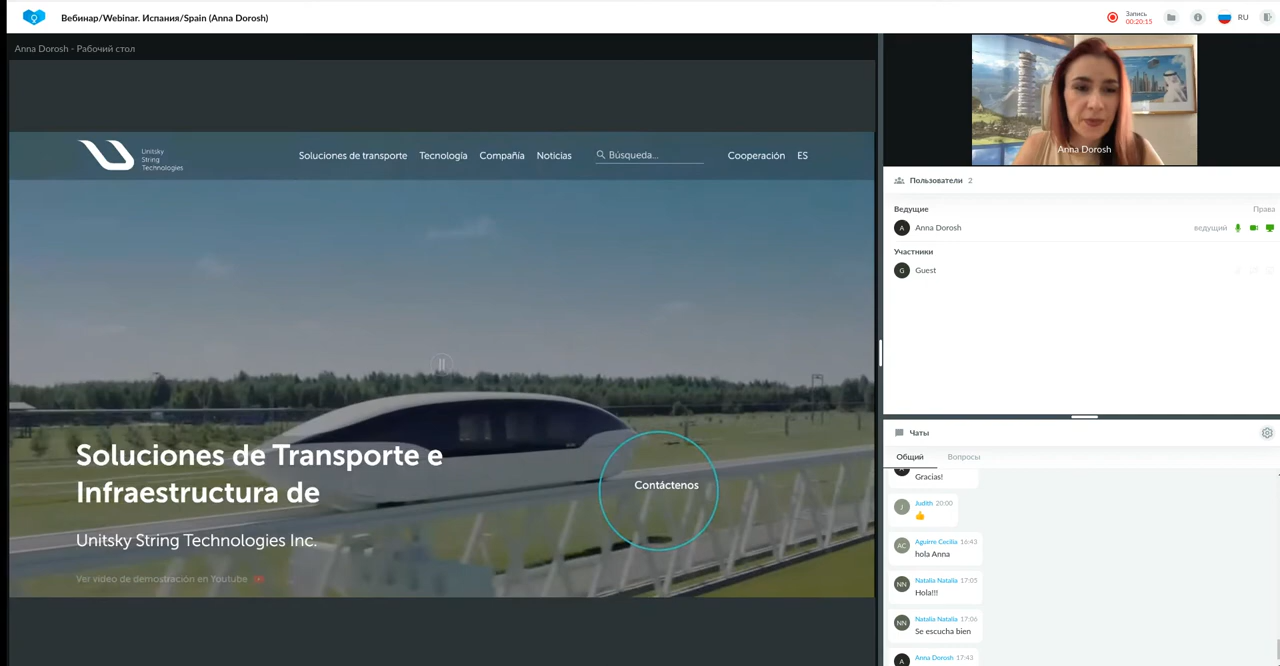 Вебинар/Webinar. Испания/Spain (Anna Dorosh)
Запись
00:20:15
RU
Anna Dorosh - Рабочий стол
Unitsky
String
Technologies
Soluciones de transporte
Tecnología
Compañía
Noticias
Búsqueda...
Cooperación
ES
Soluciones de Transporte e
Infraestructura de
Contáctenos
Unitsky String Technologies Inc.
Ver video de demostración en Youtube
Anna Dorosh
Пользователи 2
Ведущие
Права
A
Anna Dorosh
ведущий
Участники
G
Guest
Чаты
Общий
Вопросы
Gracias!
J
Judith 20:00
AC
Aguirre Cecilia 16:43
hola Anna
NN
Natalia Natalia 17:05
Hola!!!
NN
Natalia Natalia 17:06
Se escucha bien
A
Anna Dorosh 17:43